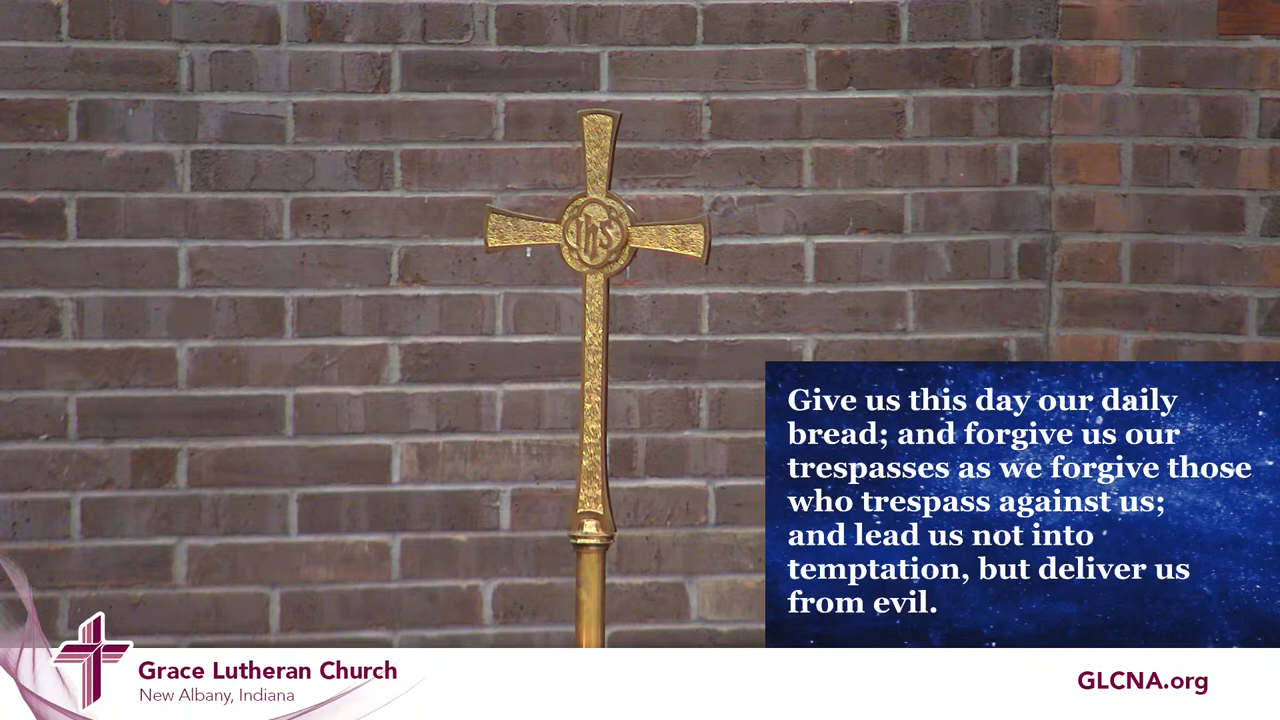 ihs
Give us this day our daily
bread; and forgive us our
trespasses as we forgive those
who trespass against us;
and lead us not into
temptation, but deliver us
from evil.
Grace Lutheran Church
New Albany, Indiana
GLCNA.org